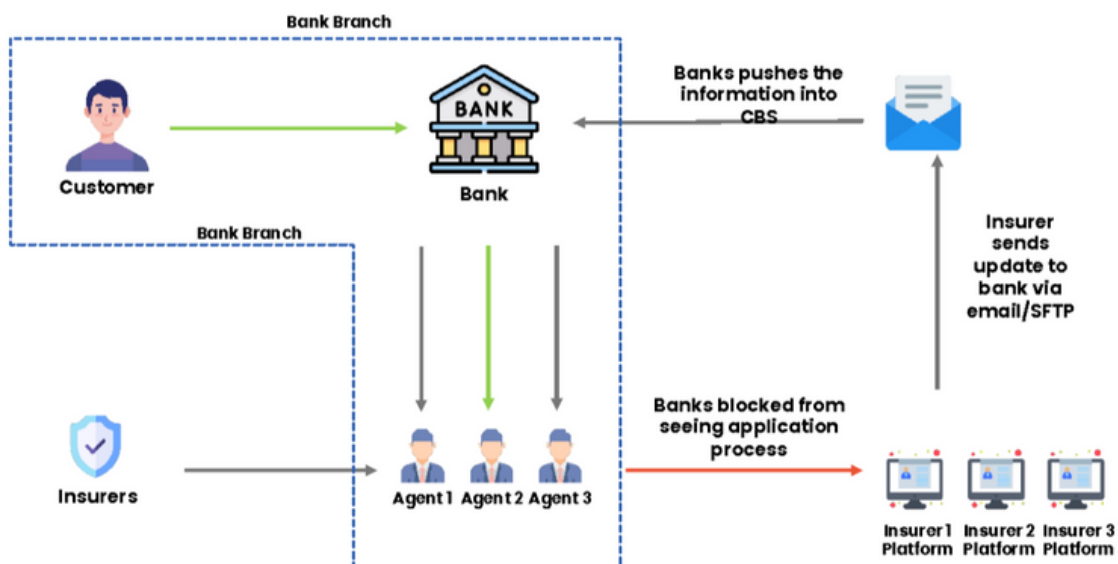 Bank Branch
BANK
Customer
Bank
Banks pushes the
information into
CBS
Bank Branch
Insurer
sends
update to
bank via
email/SFTP
Banks blocked from
seeing application
process
Insurers
Agent 1 Agent 2 Agent 3
Insurer 1 Insurer 2 Insurer 3
Platform Platform Platform